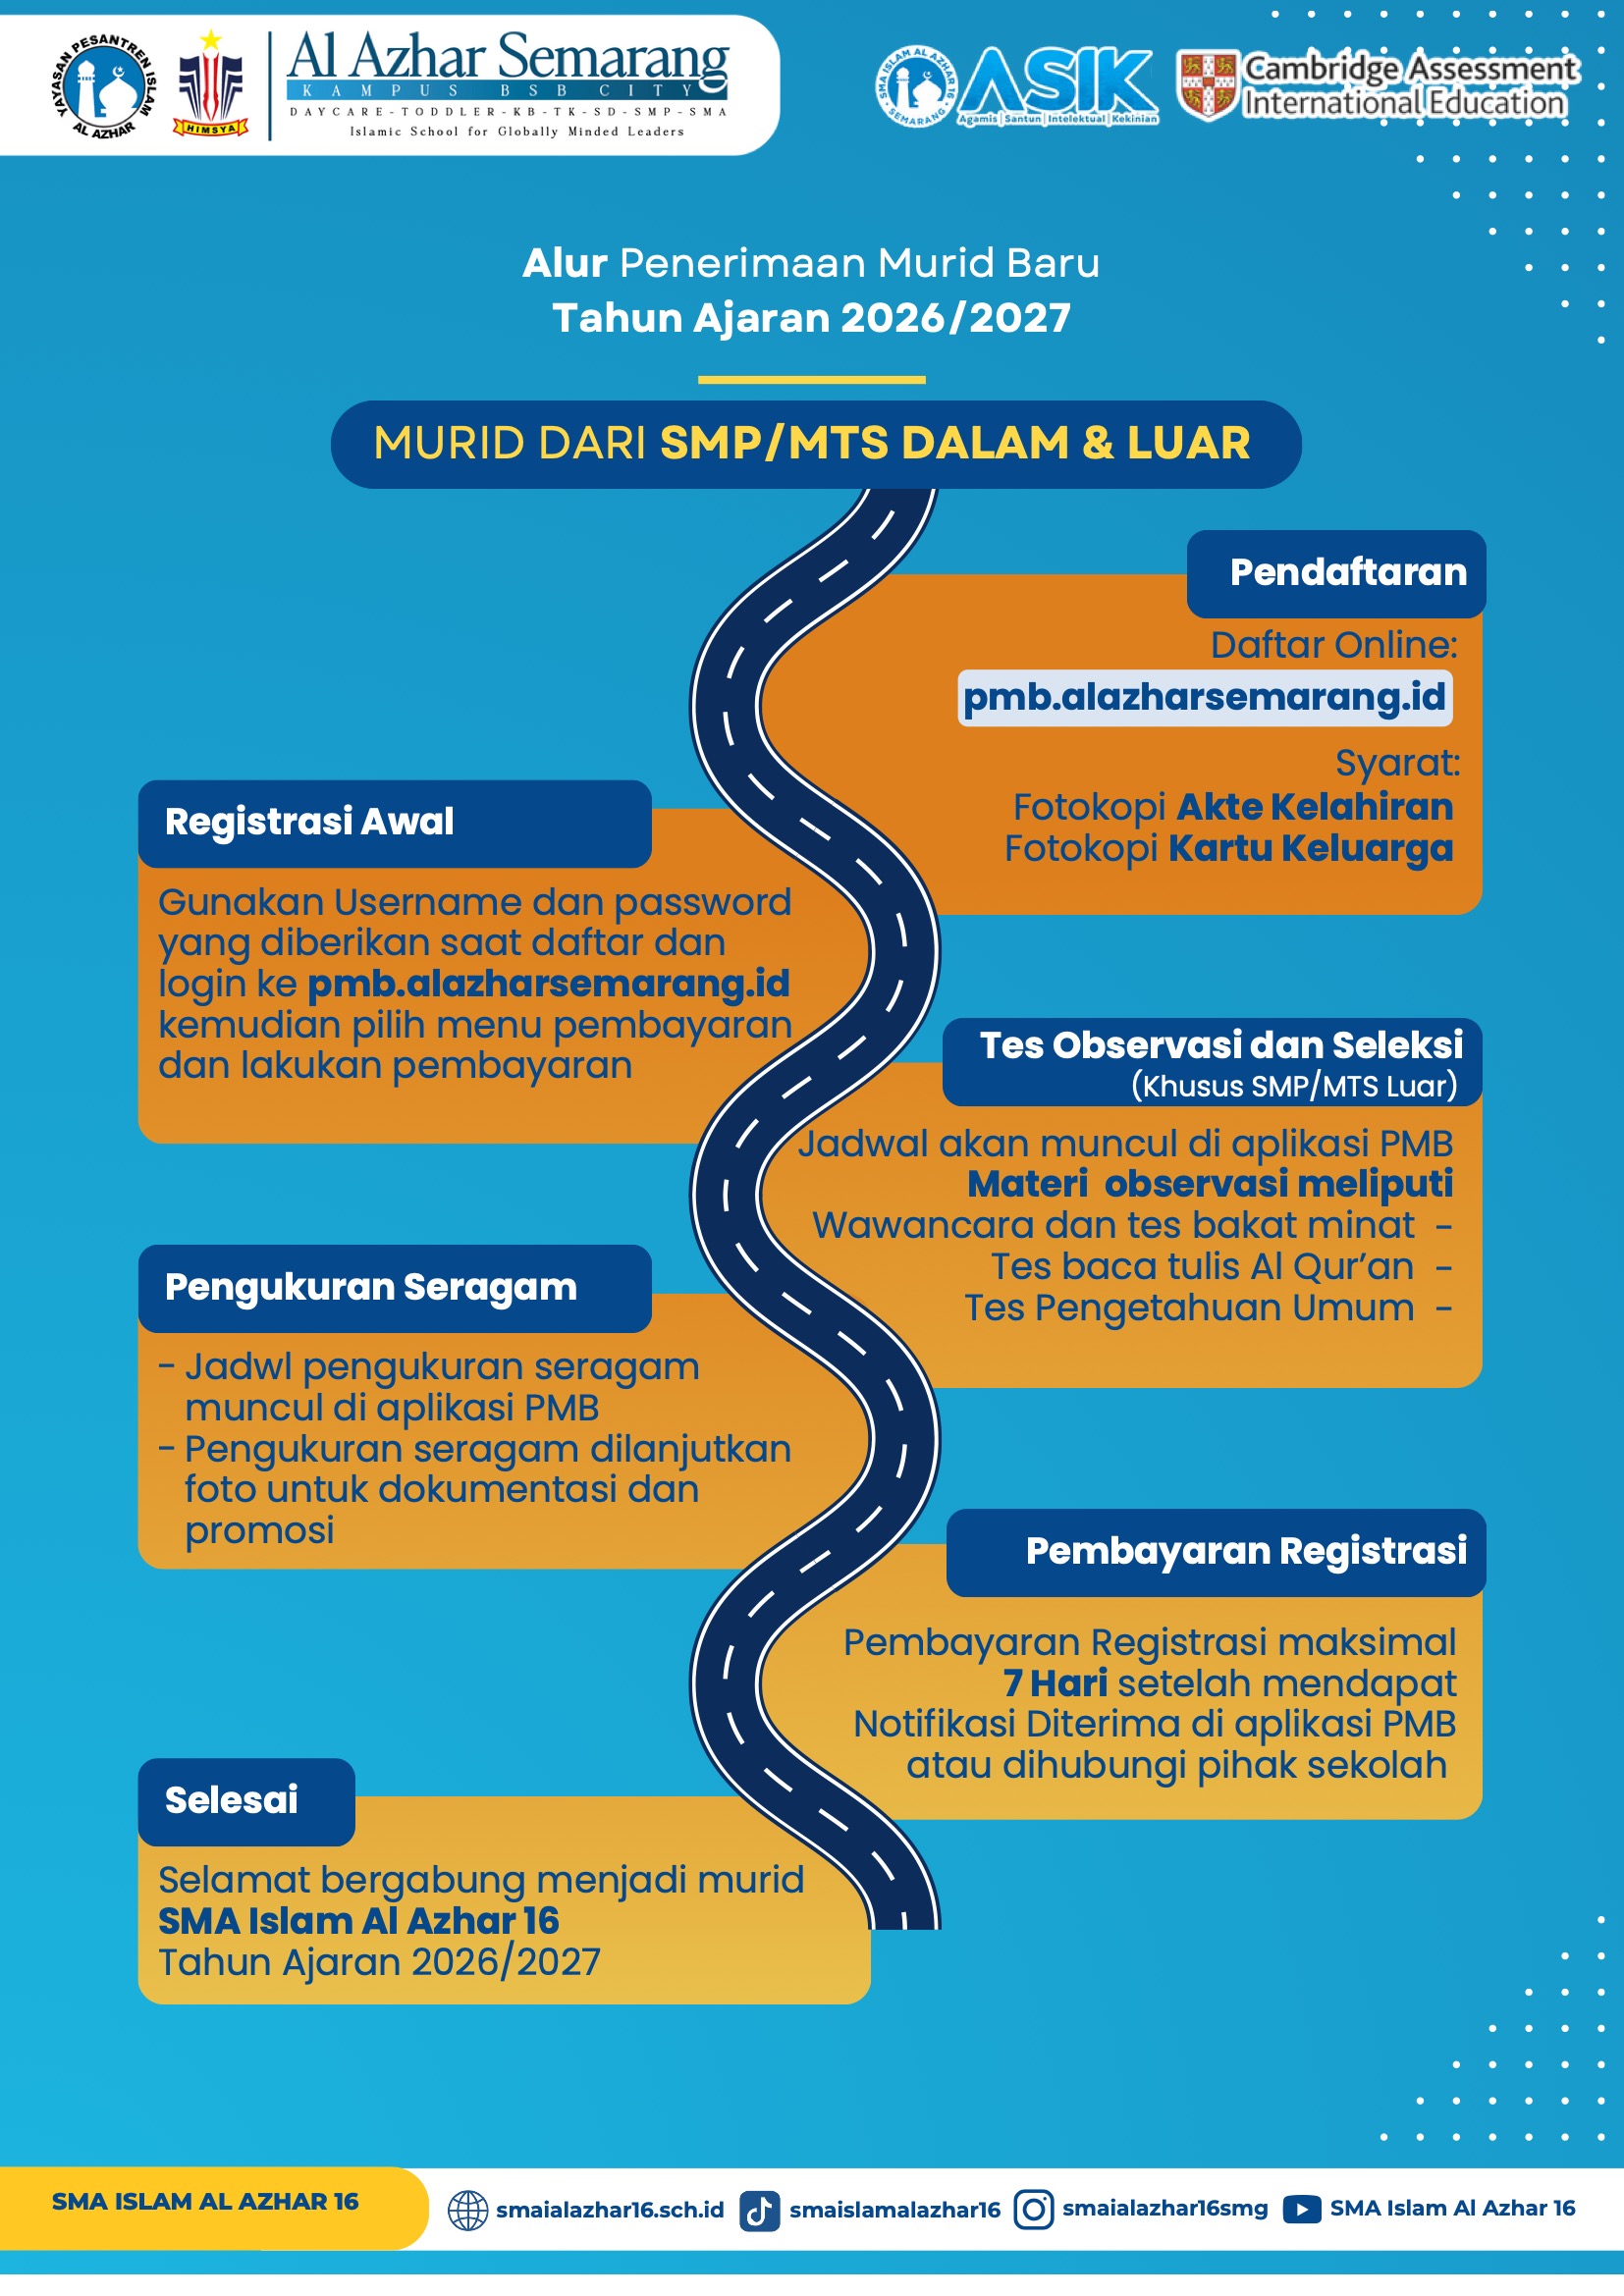 YAYASAN PESANTREN ISLAM
AL AZHAR
HIMSYA
Al Azhar Semarang
KAMPUS BSB CITY
DAYCARE-TODDLER-KB-TK-SD-SMP-SMA
Islamic School for Globally Minded Leaders
SMA ISLAM AL AZHAR 16
SEMARANG
ASIK
Agamis | Santun | Intelektual | Kekinian
Cambridge Assessment
International Education
Alur Penerimaan Murid Baru
Tahun Ajaran 2026/2027
MURID DARI SMP/MTS DALAM & LUAR
Pendaftaran
Daftar Online:
pmb.alazharsemarang.id
Syarat:
Fotokopi Akte Kelahiran
Fotokopi Kartu Keluarga
Registrasi Awal
Gunakan Username dan password
yang diberikan saat daftar dan
login ke pmb.alazharsemarang.id
kemudian pilih menu pembayaran
dan lakukan pembayaran
Tes Observasi dan Seleksi
(Khusus SMP/MTS Luar)
Jadwal akan muncul di aplikasi PMB
Materi  observasi meliputi
Wawancara dan tes bakat minat -
Tes baca tulis Al Qur’an -
Tes Pengetahuan Umum -
Pengukuran Seragam
- Jadwl pengukuran seragam
muncul di aplikasi PMB
- Pengukuran seragam dilanjutkan
foto untuk dokumentasi dan
promosi
Pembayaran Registrasi
Pembayaran Registrasi maksimal
7 Hari setelah mendapat
Notifikasi Diterima di aplikasi PMB
atau dihubungi pihak sekolah
Selesai
Selamat bergabung menjadi murid
SMA Islam Al Azhar 16
Tahun Ajaran 2026/2027
SMA ISLAM AL AZHAR 16
smaialazhar16.sch.id
smaislamalazhar16
smaialazhar16smg
SMA Islam Al Azhar 16